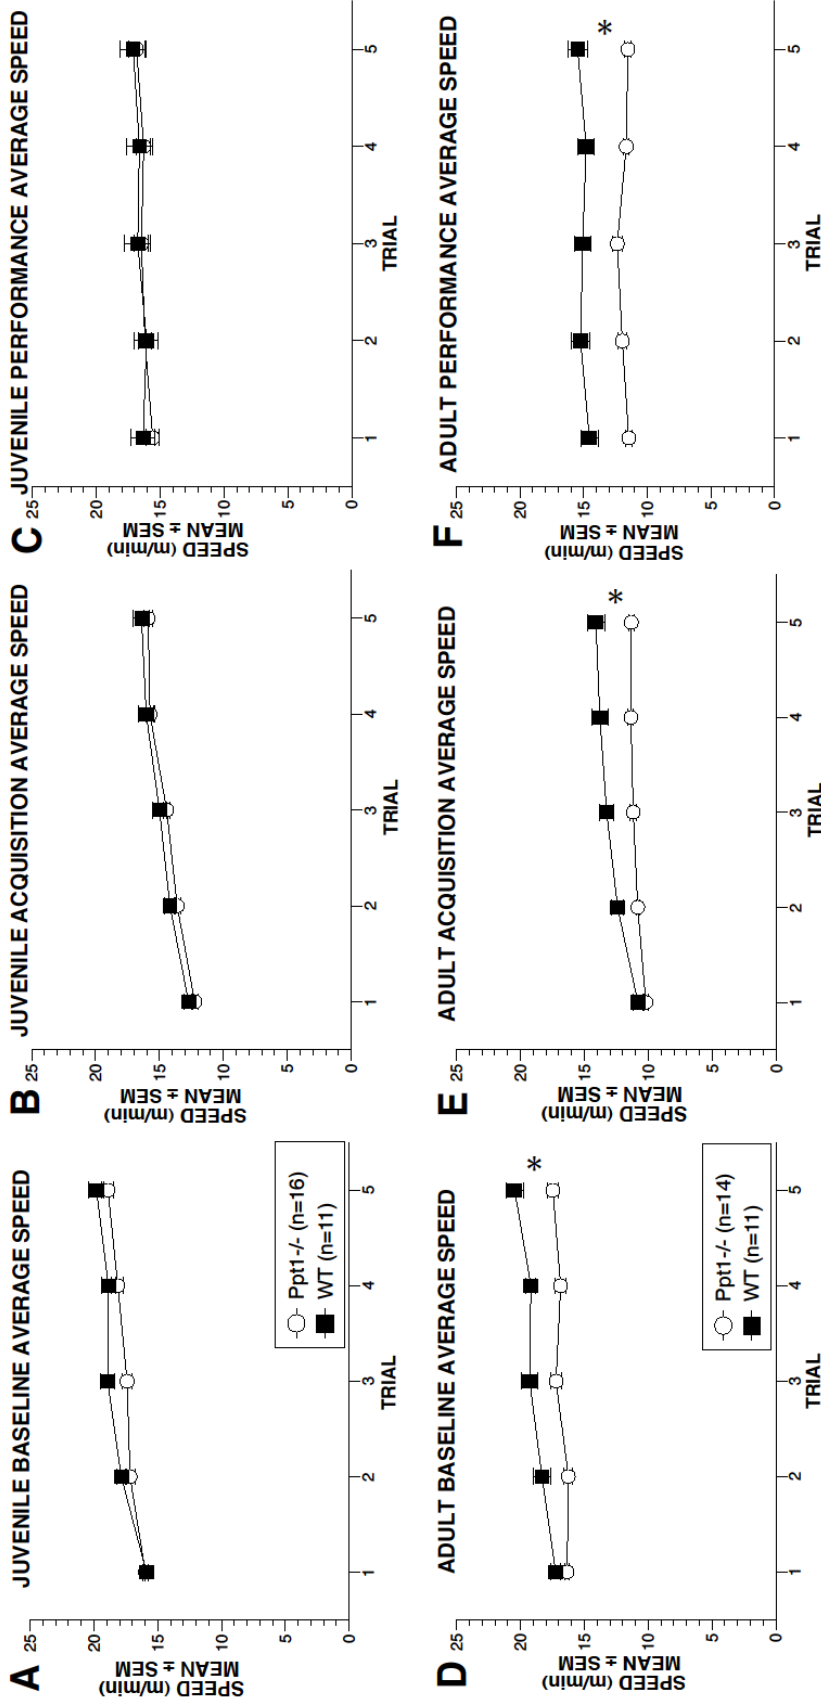 A
JUVENILE BASELINE AVERAGE SPEED
SPEED (m/min)
MEAN ± SEM
25
20
15
10
5
0
1 2 3 4 5
TRIAL
Ppt1-/- (n=16)
WT (n=11)
B
JUVENILE ACQUISITION AVERAGE SPEED
SPEED (m/min)
MEAN ± SEM
25
20
15
10
5
0
1 2 3 4 5
TRIAL
C
JUVENILE PERFORMANCE AVERAGE SPEED
SPEED (m/min)
MEAN ± SEM
25
20
15
10
5
0
1 2 3 4 5
TRIAL
D
ADULT BASELINE AVERAGE SPEED
SPEED (m/min)
MEAN ± SEM
25
20
15
10
5
0
*
1 2 3 4 5
TRIAL
Ppt1-/- (n=14)
WT (n=11)
E
ADULT ACQUISITION AVERAGE SPEED
SPEED (m/min)
MEAN ± SEM
25
20
15
10
5
0
*
1 2 3 4 5
TRIAL
F
ADULT PERFORMANCE AVERAGE SPEED
SPEED (m/min)
MEAN ± SEM
25
20
15
10
5
0
*
1 2 3 4 5
TRIAL